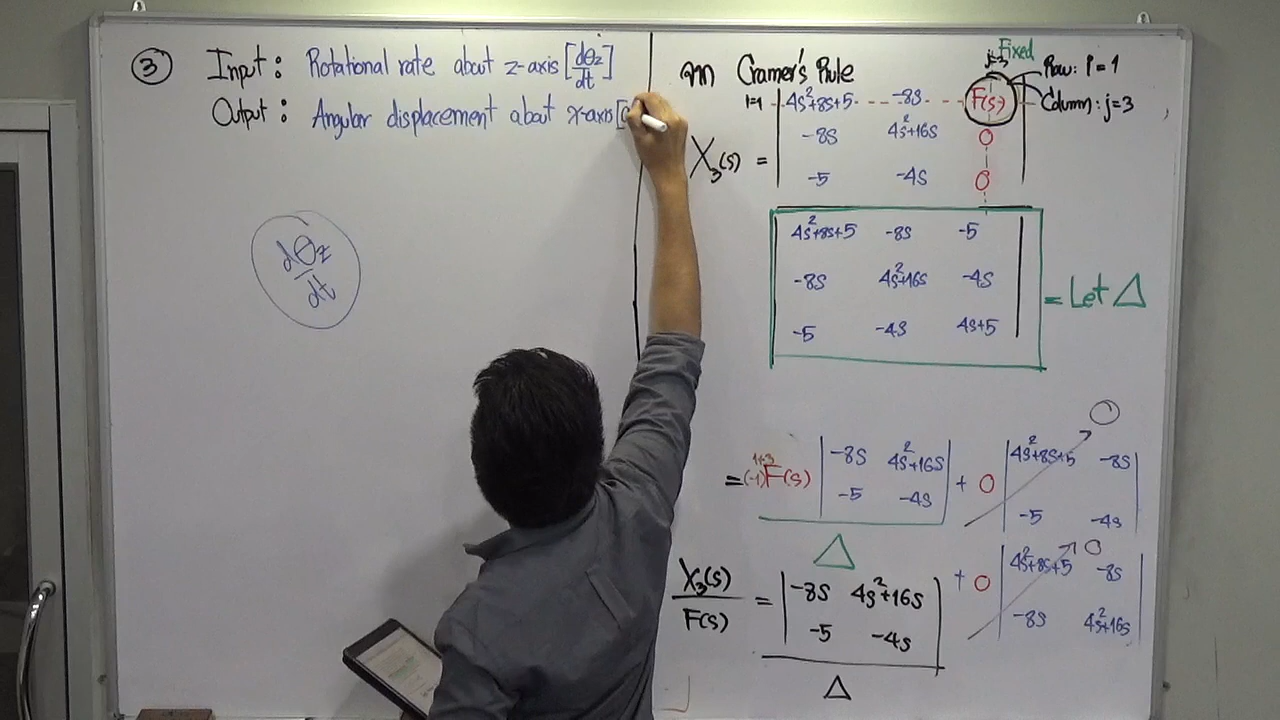 3 Input: Rotational rate about z-axis [dθz/dt]
Output: Angular displacement about x-axis [
dθz
dt
Cramer's Rule
Fixed
j=3
Row: i=1
Column: j=3
i=1 4s²+8s+5 -8s F(s)
-8s 4s²+16s 0
X₃(s) =
-5 -4s 0
4s²+8s+5 -8s -5
-8s 4s²+16s -4s
= Let Δ
-5 -4s 4s+5
= (-1)¹⁺³ F(s) | -8s 4s²+16s | + 0 | 4s²+8s+5 -8s |
-5 -4s -5 -4s
0
Δ
+ 0 | 4s²+8s+5 -8s |
-8s 4s²+16s
0
X₃(s) = | -8s 4s²+16s |
F(s) -5 -4s
Δ